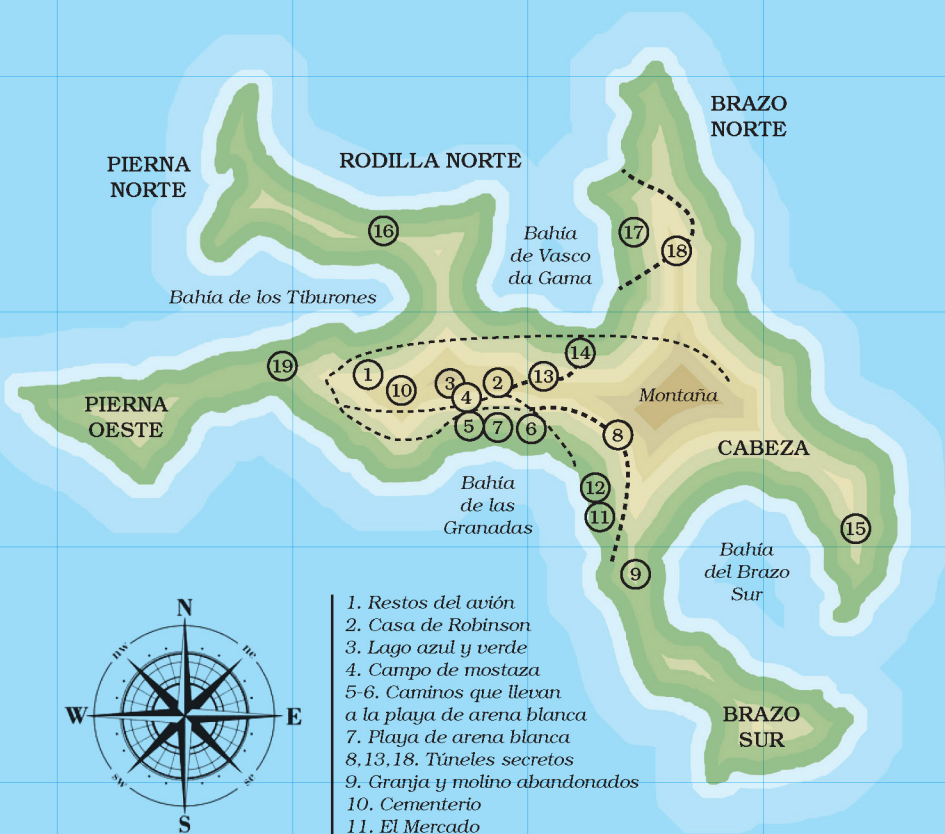 BRAZO
NORTE
PIERNA
NORTE
RODILLA NORTE
16
17
18
Bahía
de Vasco
da Gama
Bahía de los Tiburones
19
1
10
3
4
2
13
14
Montaña
PIERNA
OESTE
5
7
6
8
CABEZA
Bahía
de las
Granadas
12
11
15
9
Bahía
del Brazo
Sur
BRAZO
SUR
N
nw
ne
W
E
sw
se
S
1. Restos del avión
2. Casa de Robinson
3. Lago azul y verde
4. Campo de mostaza
5-6. Caminos que llevan
a la playa de arena blanca
7. Playa de arena blanca
8,13,18. Túneles secretos
9. Granja y molino abandonados
10. Cementerio
11. El Mercado